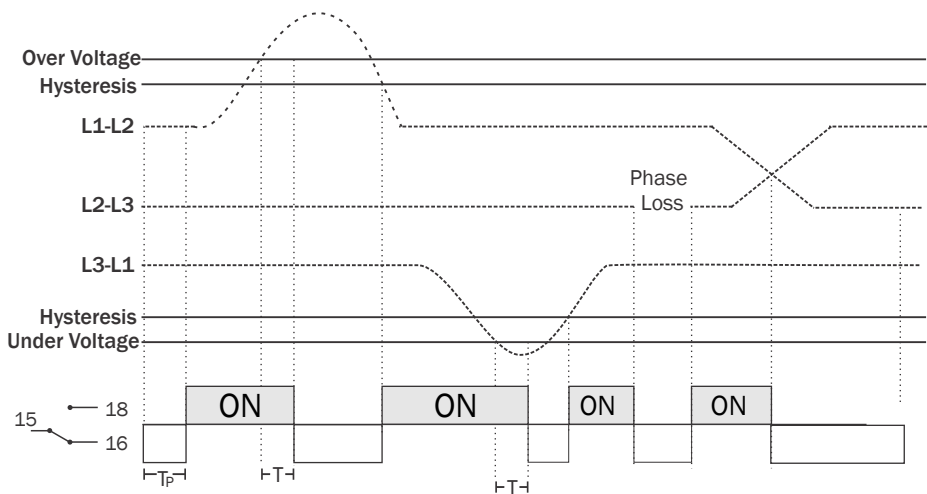 Over Voltage
Hysteresis
L1-L2
Phase
Loss
L2-L3
L3-L1
Hysteresis
Under Voltage
ON
ON
ON
ON
15
18
16
TP
T
T